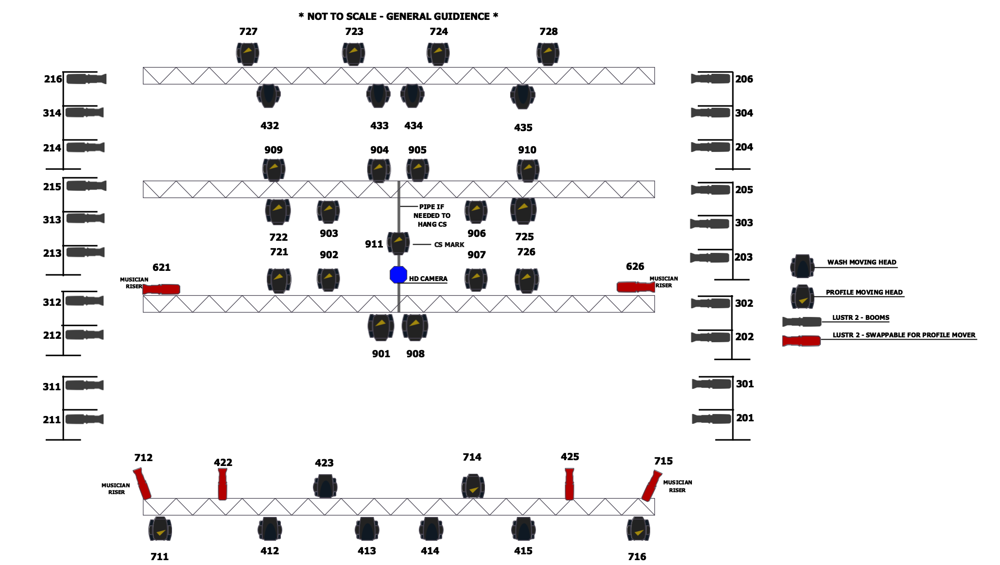 * NOT TO SCALE - GENERAL GUIDIENCE *
727 723 724 728
216 206
314 304
432 433 434 435
214 909 904 905 910 204
215 205
PIPE IF
NEEDED TO
HANG CS
313 303
722 903 906 725
911 CS MARK
213 721 902 907 726 203
WASH MOVING HEAD
621 626
MUSICIAN
RISER
HD CAMERA
MUSICIAN
RISER
PROFILE MOVING HEAD
312 302
LUSTR 2 - BOOMS
212 202
LUSTR 2 - SWAPPABLE FOR PROFILE MOVER
901 908
311 301
211 201
712 422 423 714 425 715
MUSICIAN
RISER
MUSICIAN
RISER
711 412 413 414 415 716